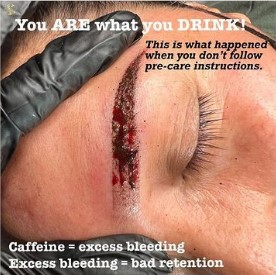 You ARE what you DRINK!
This is what happened
when you don't follow
pre-care instructions.
Caffeine = excess bleeding
Excess bleeding = bad retention